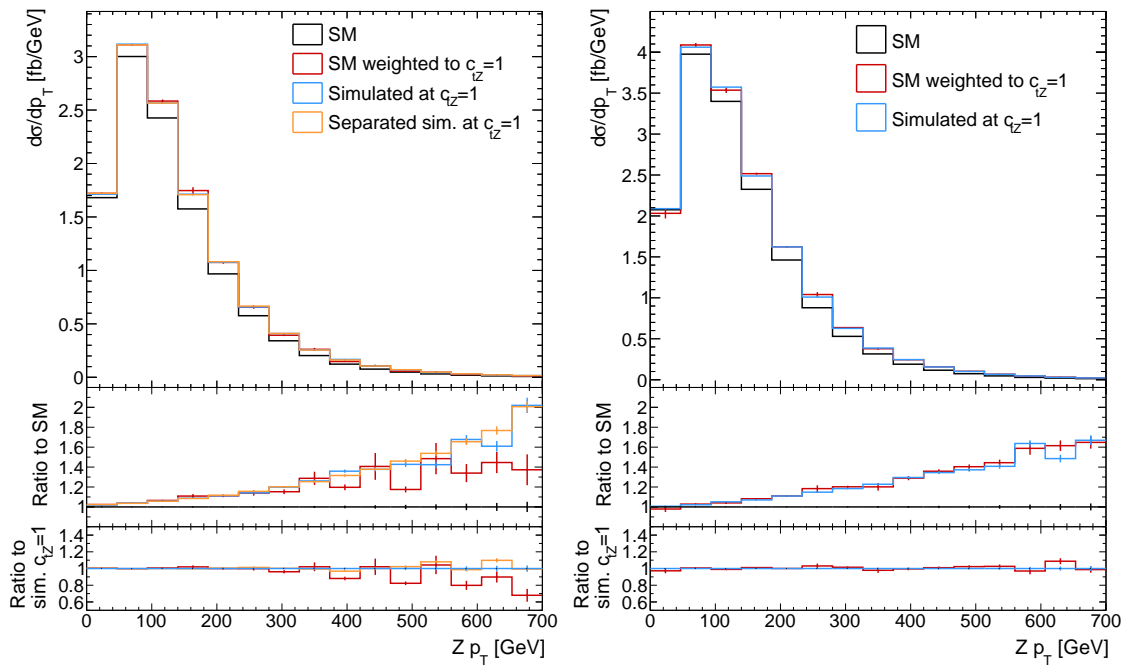 dσ/dp_T [fb/GeV]
3
2.5
2
1.5
1
0.5
0
SM
SM weighted to c_tZ=1
Simulated at c_tZ=1
Separated sim. at c_tZ=1
Ratio to SM
2
1.8
1.6
1.4
1.2
1
Ratio to
sim. c_tZ=1
1.4
1.2
1
0.8
0.6
0 100 200 300 400 500 600 700
Z p_T [GeV]
dσ/dp_T [fb/GeV]
4
3.5
3
2.5
2
1.5
1
0.5
0
SM
SM weighted to c_tZ=1
Simulated at c_tZ=1
Ratio to SM
2
1.8
1.6
1.4
1.2
1
Ratio to
sim. c_tZ=1
1.4
1.2
1
0.8
0.6
0 100 200 300 400 500 600 700
Z p_T [GeV]